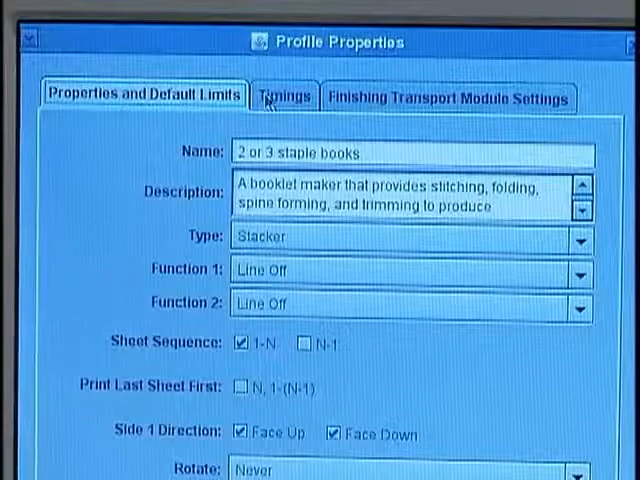 Profile Properties
Properties and Default Limits Timings Finishing Transport Module Settings
Name: 2 or 3 staple books
Description: A booklet maker that provides stitching, folding,
spine forming, and trimming to produce
Type: Stacker
Function 1: Line Off
Function 2: Line Off
Sheet Sequence: 1-N N-1
Print Last Sheet First: N, 1-(N-1)
Side 1 Direction: Face Up Face Down
Rotate: Never